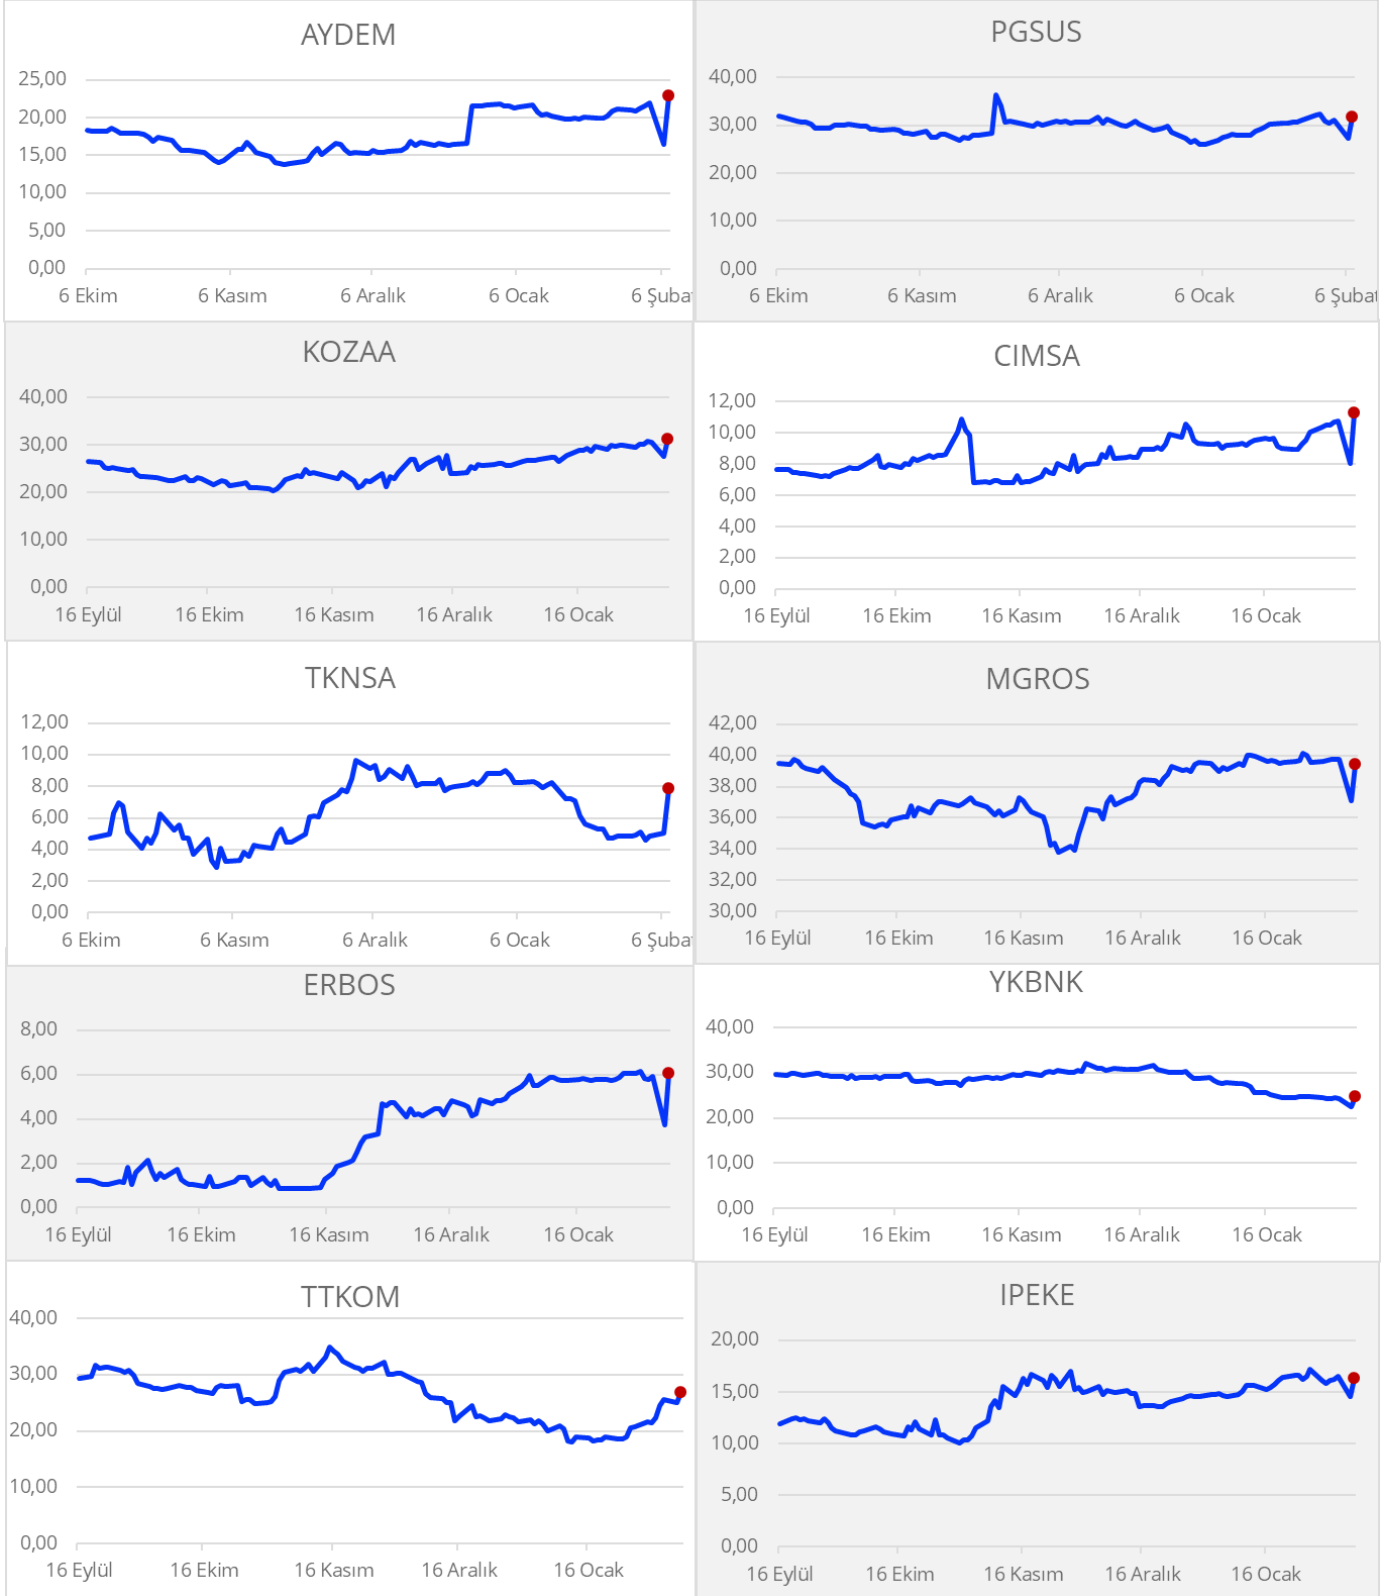 AYDEM
25,00
20,00
15,00
10,00
5,00
0,00
6 Ekim 6 Kasım 6 Aralık 6 Ocak 6 Şubat
PGSUS
40,00
30,00
20,00
10,00
0,00
6 Ekim 6 Kasım 6 Aralık 6 Ocak 6 Şubat
KOZAA
40,00
30,00
20,00
10,00
0,00
16 Eylül 16 Ekim 16 Kasım 16 Aralık 16 Ocak
CIMSA
12,00
10,00
8,00
6,00
4,00
2,00
0,00
16 Eylül 16 Ekim 16 Kasım 16 Aralık 16 Ocak
TKNSA
12,00
10,00
8,00
6,00
4,00
2,00
0,00
6 Ekim 6 Kasım 6 Aralık 6 Ocak 6 Şubat
MGROS
42,00
40,00
38,00
36,00
34,00
32,00
30,00
16 Eylül 16 Ekim 16 Kasım 16 Aralık 16 Ocak
ERBOS
8,00
6,00
4,00
2,00
0,00
16 Eylül 16 Ekim 16 Kasım 16 Aralık 16 Ocak
YKBNK
40,00
30,00
20,00
10,00
0,00
16 Eylül 16 Ekim 16 Kasım 16 Aralık 16 Ocak
TTKOM
40,00
30,00
20,00
10,00
0,00
16 Eylül 16 Ekim 16 Kasım 16 Aralık 16 Ocak
IPEKE
20,00
15,00
10,00
5,00
0,00
16 Eylül 16 Ekim 16 Kasım 16 Aralık 16 Ocak